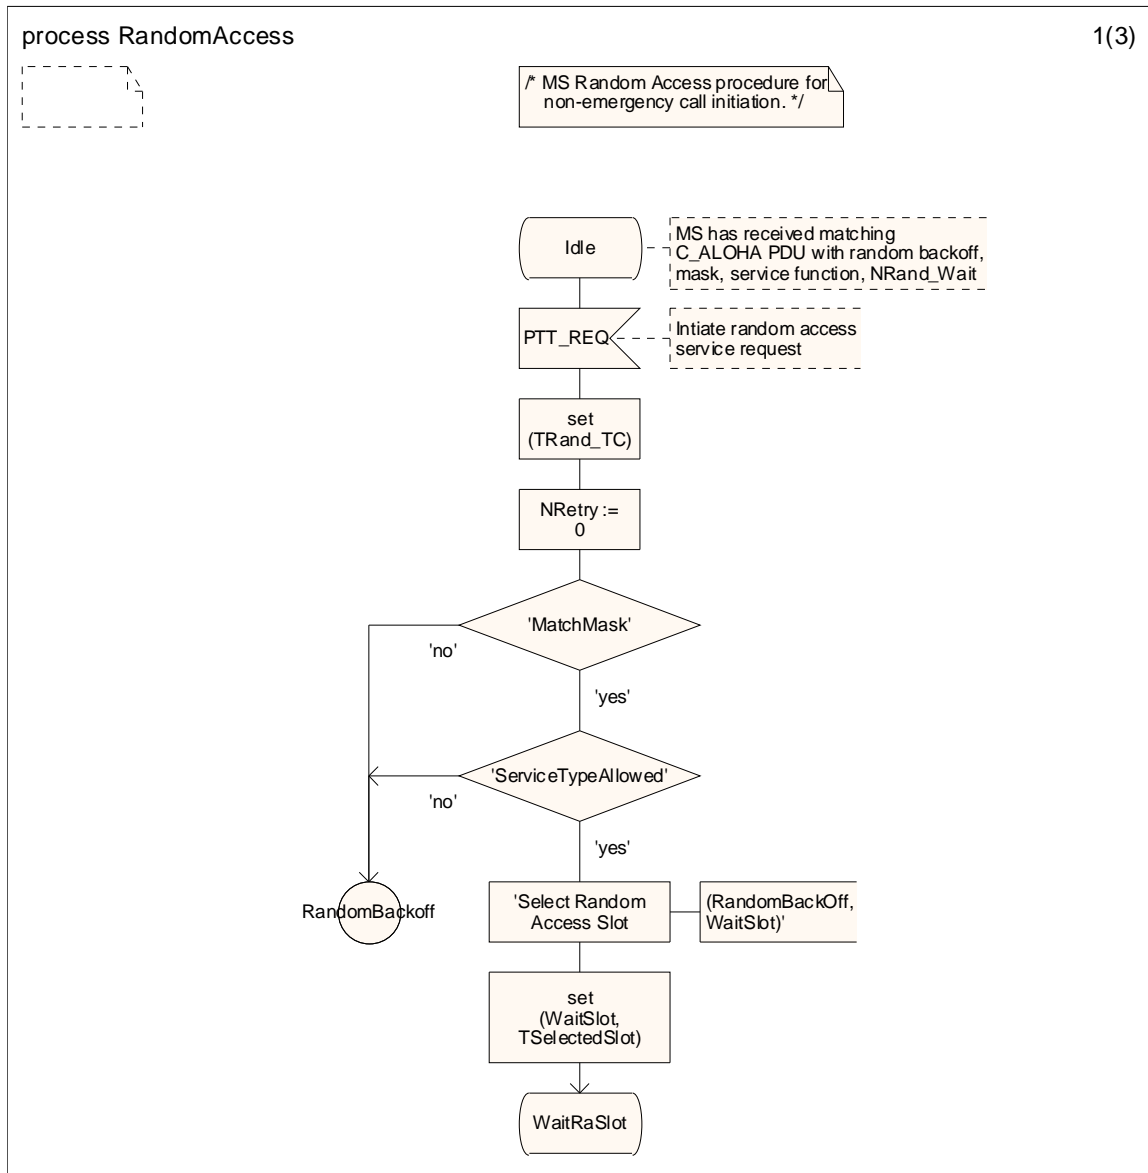 process RandomAccess
1(3)
/* MS Random Access procedure for
non-emergency call initiation. */
Idle
MS has received matching
C_ALOHA PDU with random backoff,
mask, service function, NRand_Wait
PTT_REQ
Intiate random access
service request
set
(TRand_TC)
NRetry :=
0
'MatchMask'
'no'
'yes'
'ServiceTypeAllowed'
'no'
'yes'
RandomBackoff
'Select Random
Access Slot
(RandomBackOff,
WaitSlot)'
set
(WaitSlot,
TSelectedSlot)
WaitRaSlot